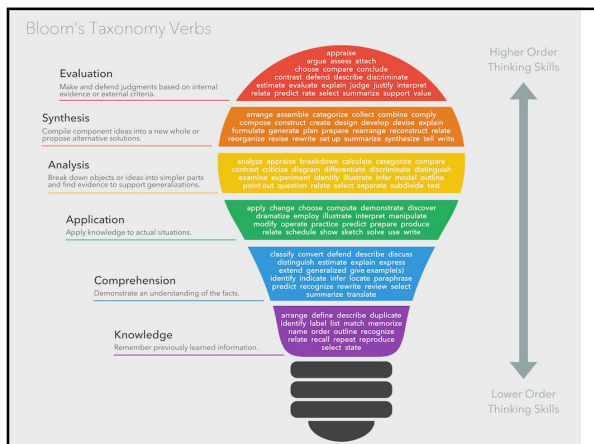 Bloom's Taxonomy Verbs
Higher Order
Thinking Skills
Evaluation
Make and defend judgments based on internal
evidence or external criteria.
appraise
argue assess attach
choose compare conclude
contrast defend describe discriminate
estimate evaluate explain judge justify interpret
relate predict rate select summarize support value
Synthesis
Compile component ideas into a new whole or
propose alternative solutions.
arrange assemble categorize collect combine comply
compose construct create design develop devise explain
formulate generate plan prepare rearrange reconstruct relate
reorganize revise rewrite set up summarize synthesize tell write
Analysis
Break down objects or ideas into simpler parts
and find evidence to support generalizations.
analyze appraise breakdown calculate categorize compare
contrast criticize diagram differentiate discriminate distinguish
examine experiment identify illustrate infer model outline
point out question relate select separate subdivide test
Application
Apply knowledge to actual situations.
apply change choose compute demonstrate discover
dramatize employ illustrate interpret manipulate
modify operate practice predict prepare produce
relate schedule show sketch solve use write
Comprehension
Demonstrate an understanding of the facts.
classify convert defend describe discuss
distinguish estimate explain express
extend generalized give example(s)
identify indicate infer locate paraphrase
predict recognize rewrite review select
summarize translate
Knowledge
Remember previously learned information.
arrange define describe duplicate
identify label list match memorize
name order outline recognize
relate recall repeat reproduce
select state
Lower Order
Thinking Skills